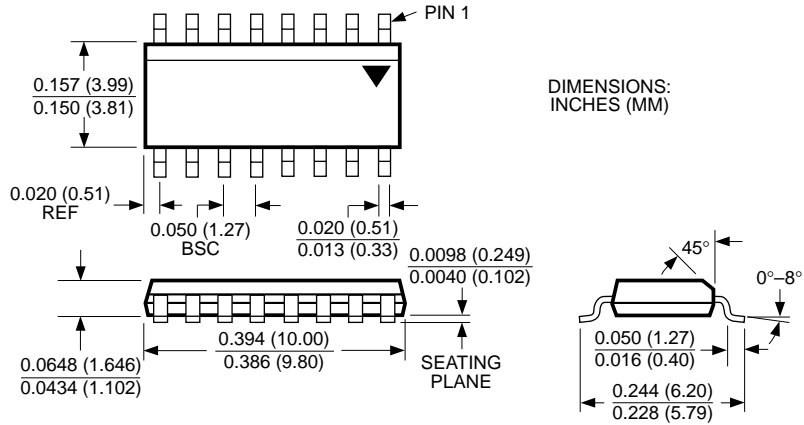 PIN 1
0.157 (3.99)
0.150 (3.81)
DIMENSIONS:
INCHES (MM)
0.020 (0.51)
REF
0.050 (1.27)
BSC
0.020 (0.51)
0.013 (0.33)
0.0098 (0.249)
0.0040 (0.102)
45°
0°–8°
0.0648 (1.646)
0.0434 (1.102)
0.394 (10.00)
0.386 (9.80)
SEATING
PLANE
0.050 (1.27)
0.016 (0.40)
0.244 (6.20)
0.228 (5.79)